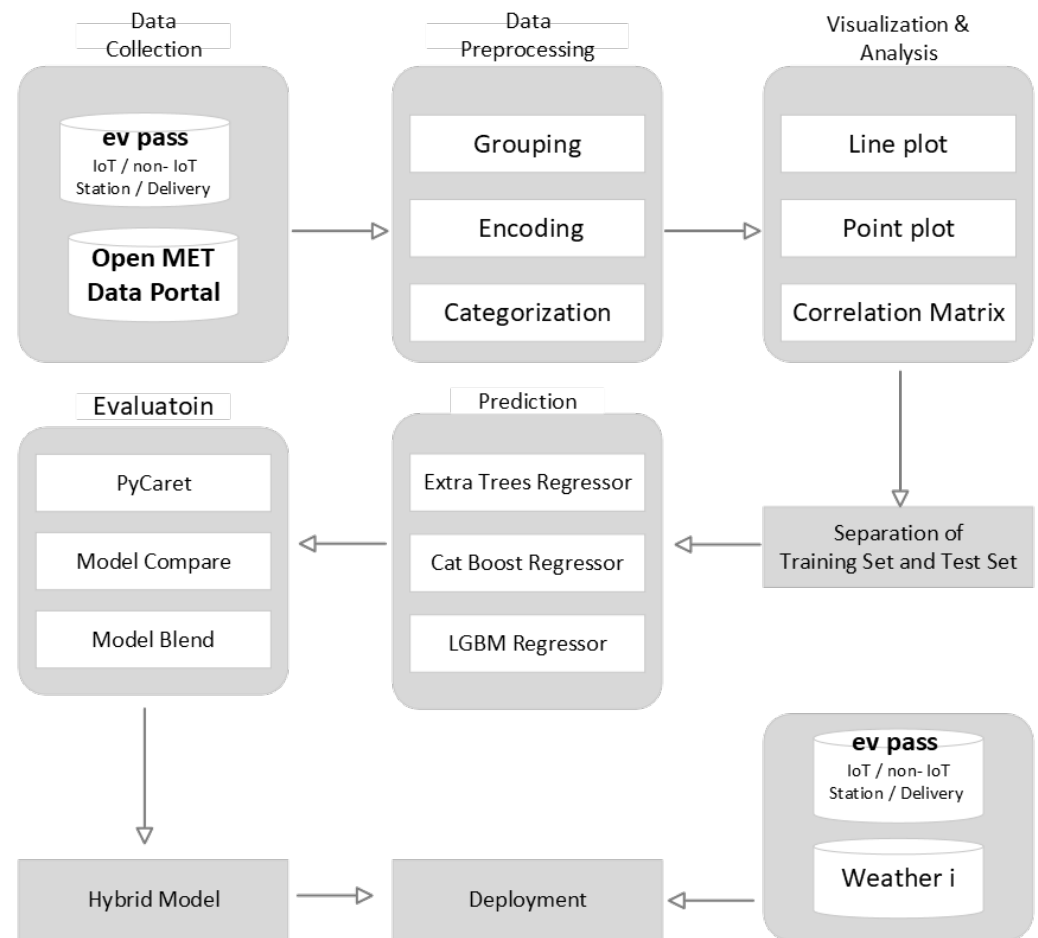 Data
Collection
ev pass
IoT / non- IoT
Station / Delivery
Open MET
Data Portal
Data
Preprocessing
Grouping
Encoding
Categorization
Visualization &
Analysis
Line plot
Point plot
Correlation Matrix
Separation of
Training Set and Test Set
Prediction
Extra Trees Regressor
Cat Boost Regressor
LGBM Regressor
Evaluatoin
PyCaret
Model Compare
Model Blend
Hybrid Model
Deployment
ev pass
IoT / non- IoT
Station / Delivery
Weather i